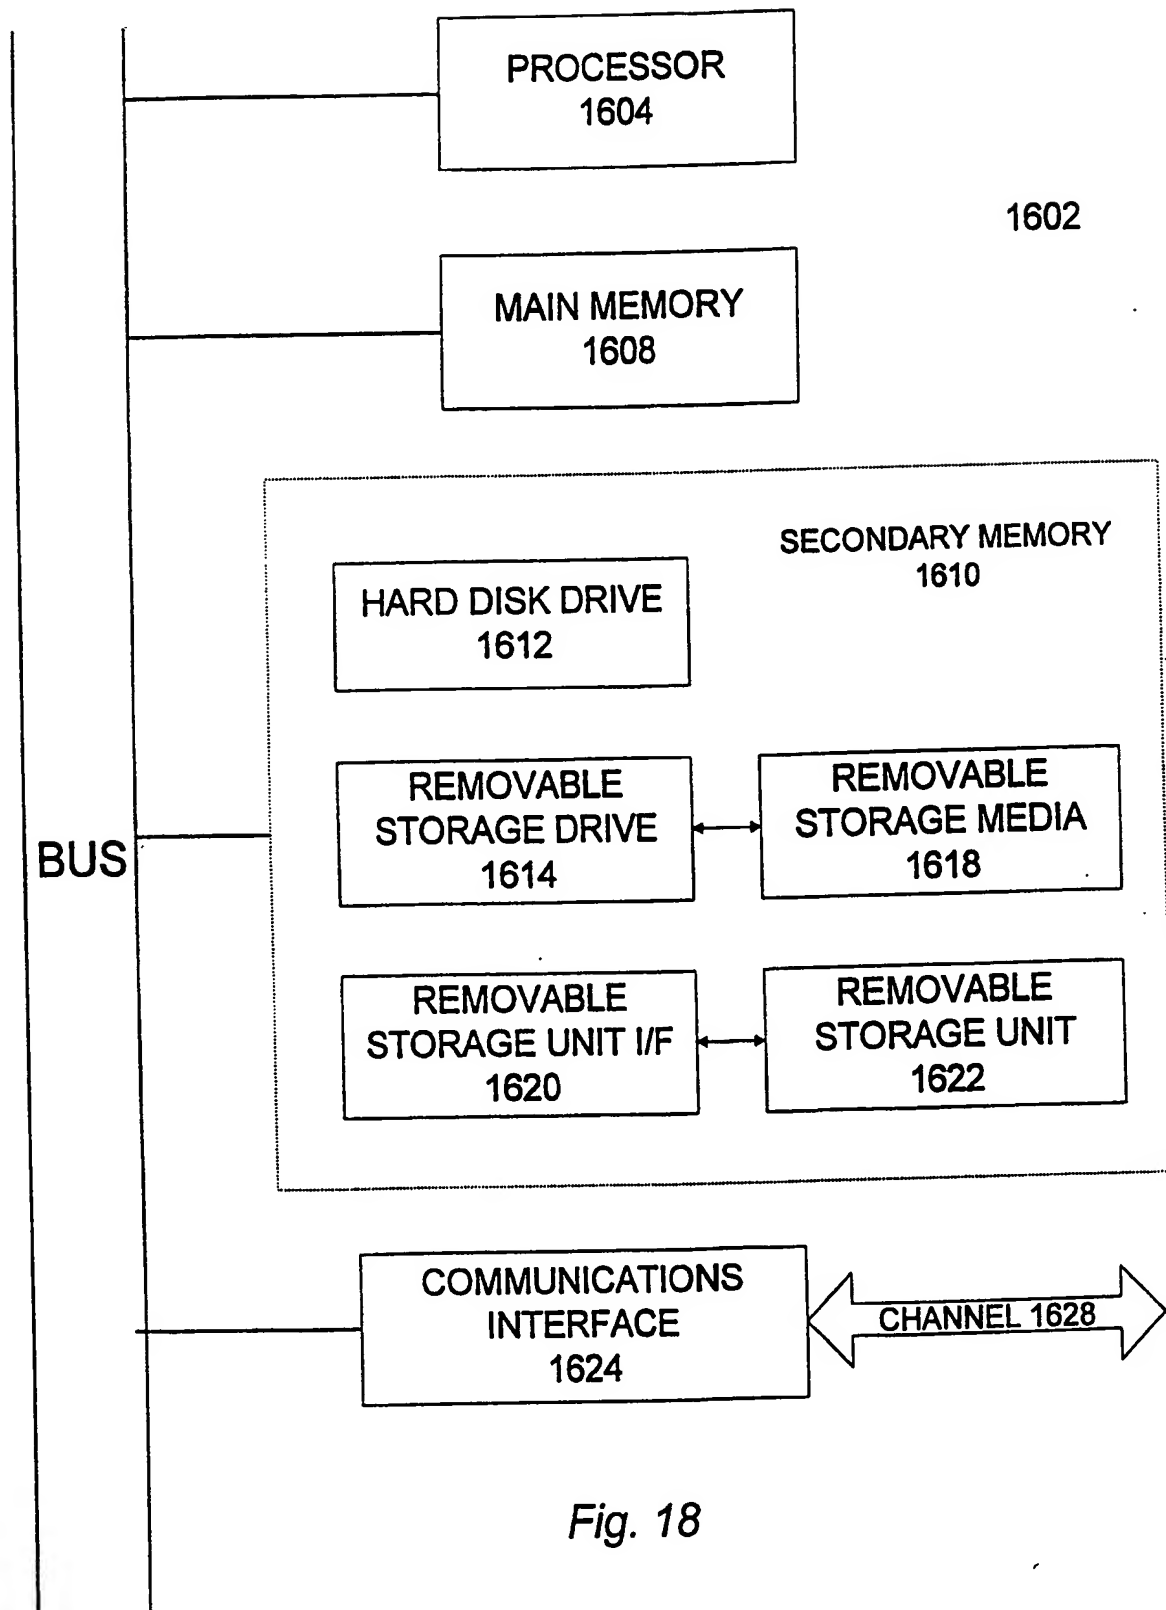 PROCESSOR
1604
1602
MAIN MEMORY
1608
SECONDARY MEMORY
1610
HARD DISK DRIVE
1612
REMOVABLE
STORAGE DRIVE
1614
REMOVABLE
STORAGE MEDIA
1618
BUS
REMOVABLE
STORAGE UNIT I/F
1620
REMOVABLE
STORAGE UNIT
1622
COMMUNICATIONS
INTERFACE
1624
CHANNEL 1628
Fig. 18